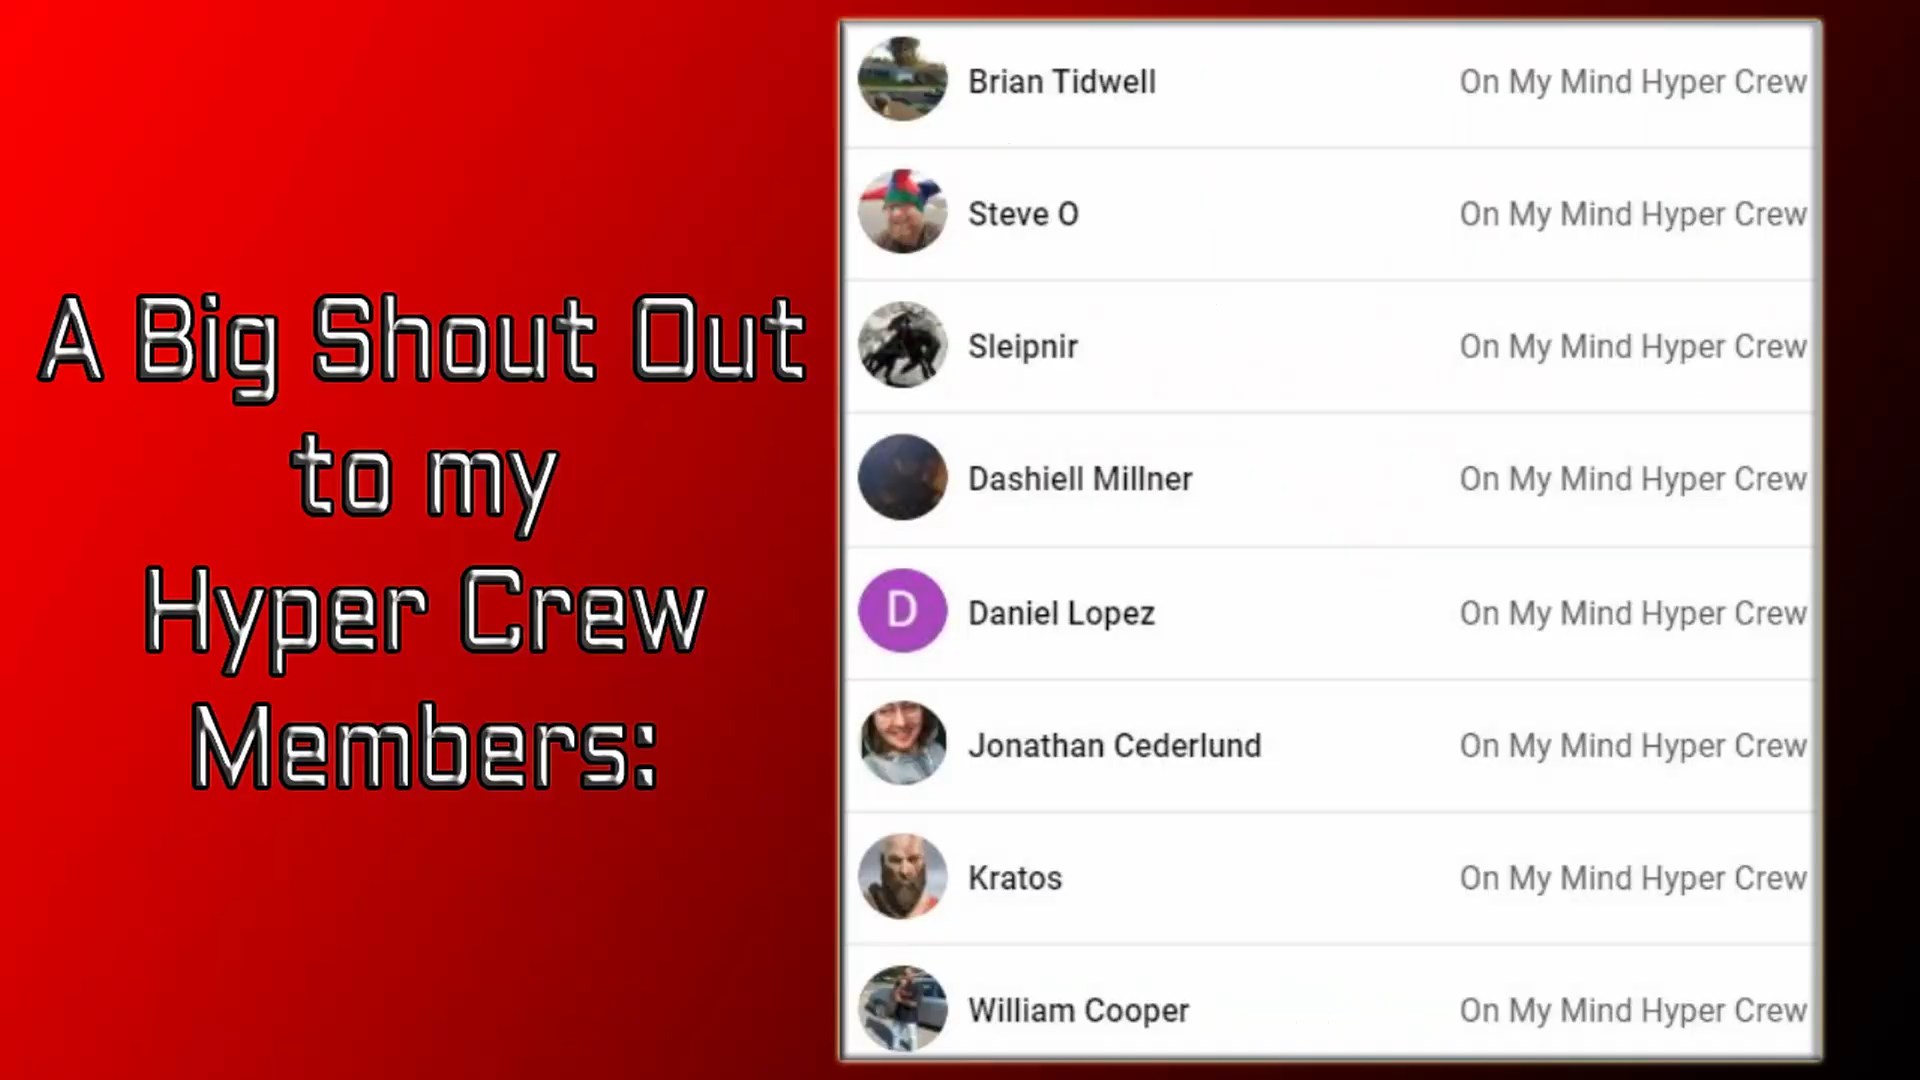 A Big Shout Out
to my
Hyper Crew
Members:
Brian Tidwell On My Mind Hyper Crew
Steve O On My Mind Hyper Crew
Sleipnir On My Mind Hyper Crew
Dashiell Millner On My Mind Hyper Crew
D Daniel Lopez On My Mind Hyper Crew
Jonathan Cederlund On My Mind Hyper Crew
Kratos On My Mind Hyper Crew
William Cooper On My Mind Hyper Crew